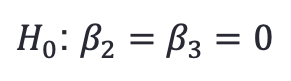 H₀: β₂ = β₃ = 0